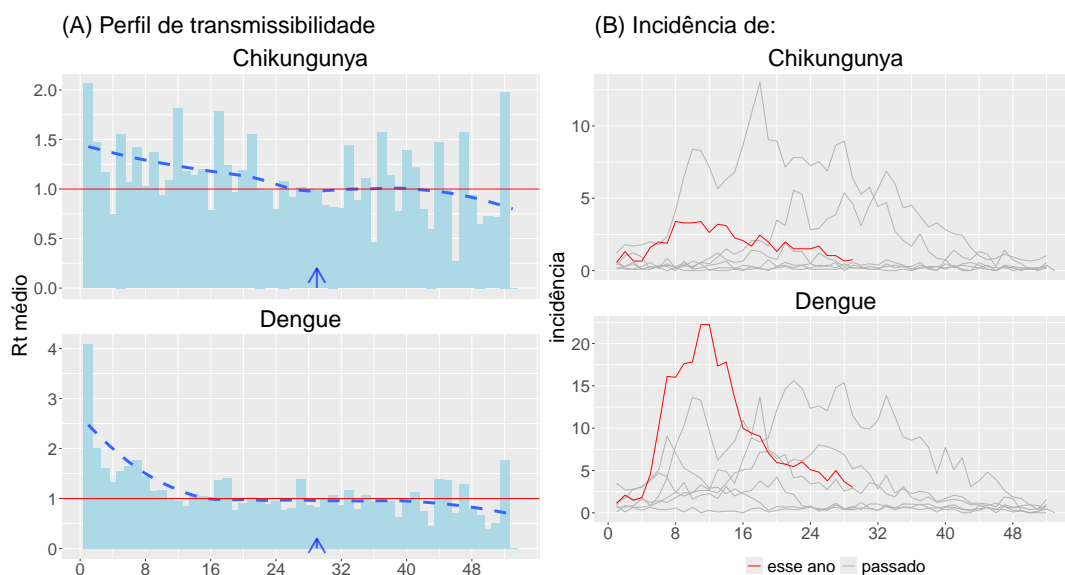 (A) Perfil de transmissibilidade
Chikungunya
2.0
1.5
1.0
0.5
0.0
Dengue
4
3
2
1
0
0 8 16 24 32 40 48
Rt médio
(B) Incidência de:
Chikungunya
10
5
0
Dengue
20
15
10
5
0
0 8 16 24 32 40 48
incidência
esse ano passado